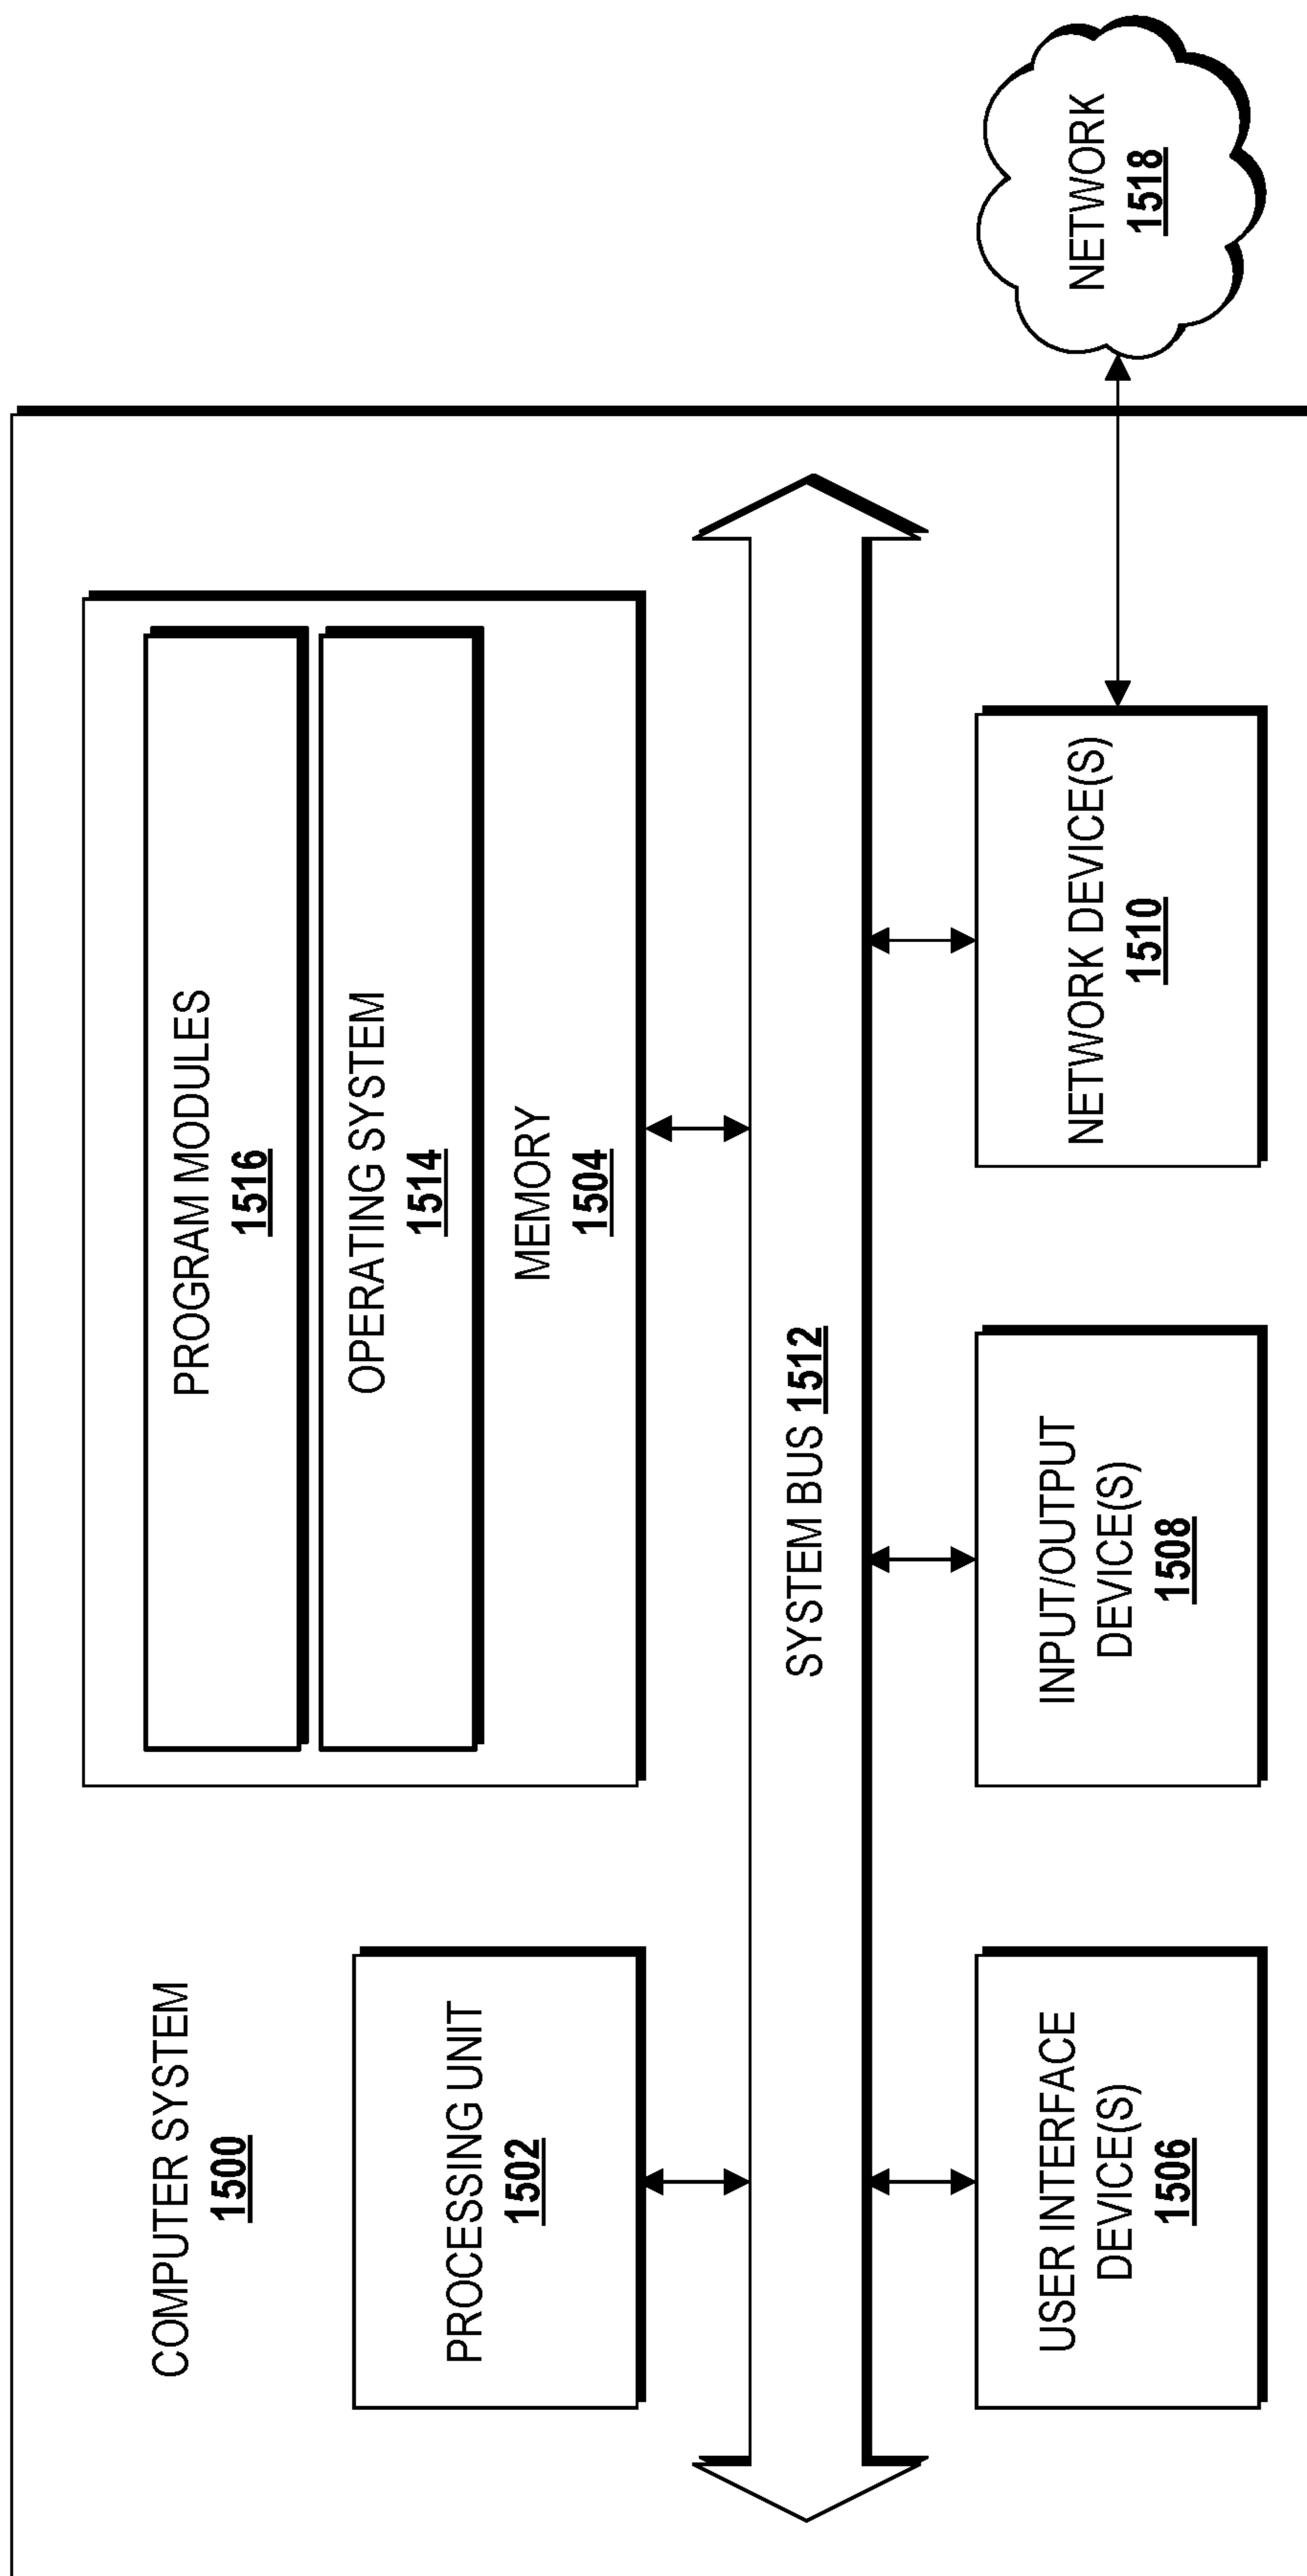 COMPUTER SYSTEM
1500
PROCESSING UNIT
1502
PROGRAM MODULES
1516
OPERATING SYSTEM
1514
MEMORY
1504
SYSTEM BUS 1512
USER INTERFACE
DEVICE(S)
1506
INPUT/OUTPUT
DEVICE(S)
1508
NETWORK DEVICE(S)
1510
NETWORK
1518